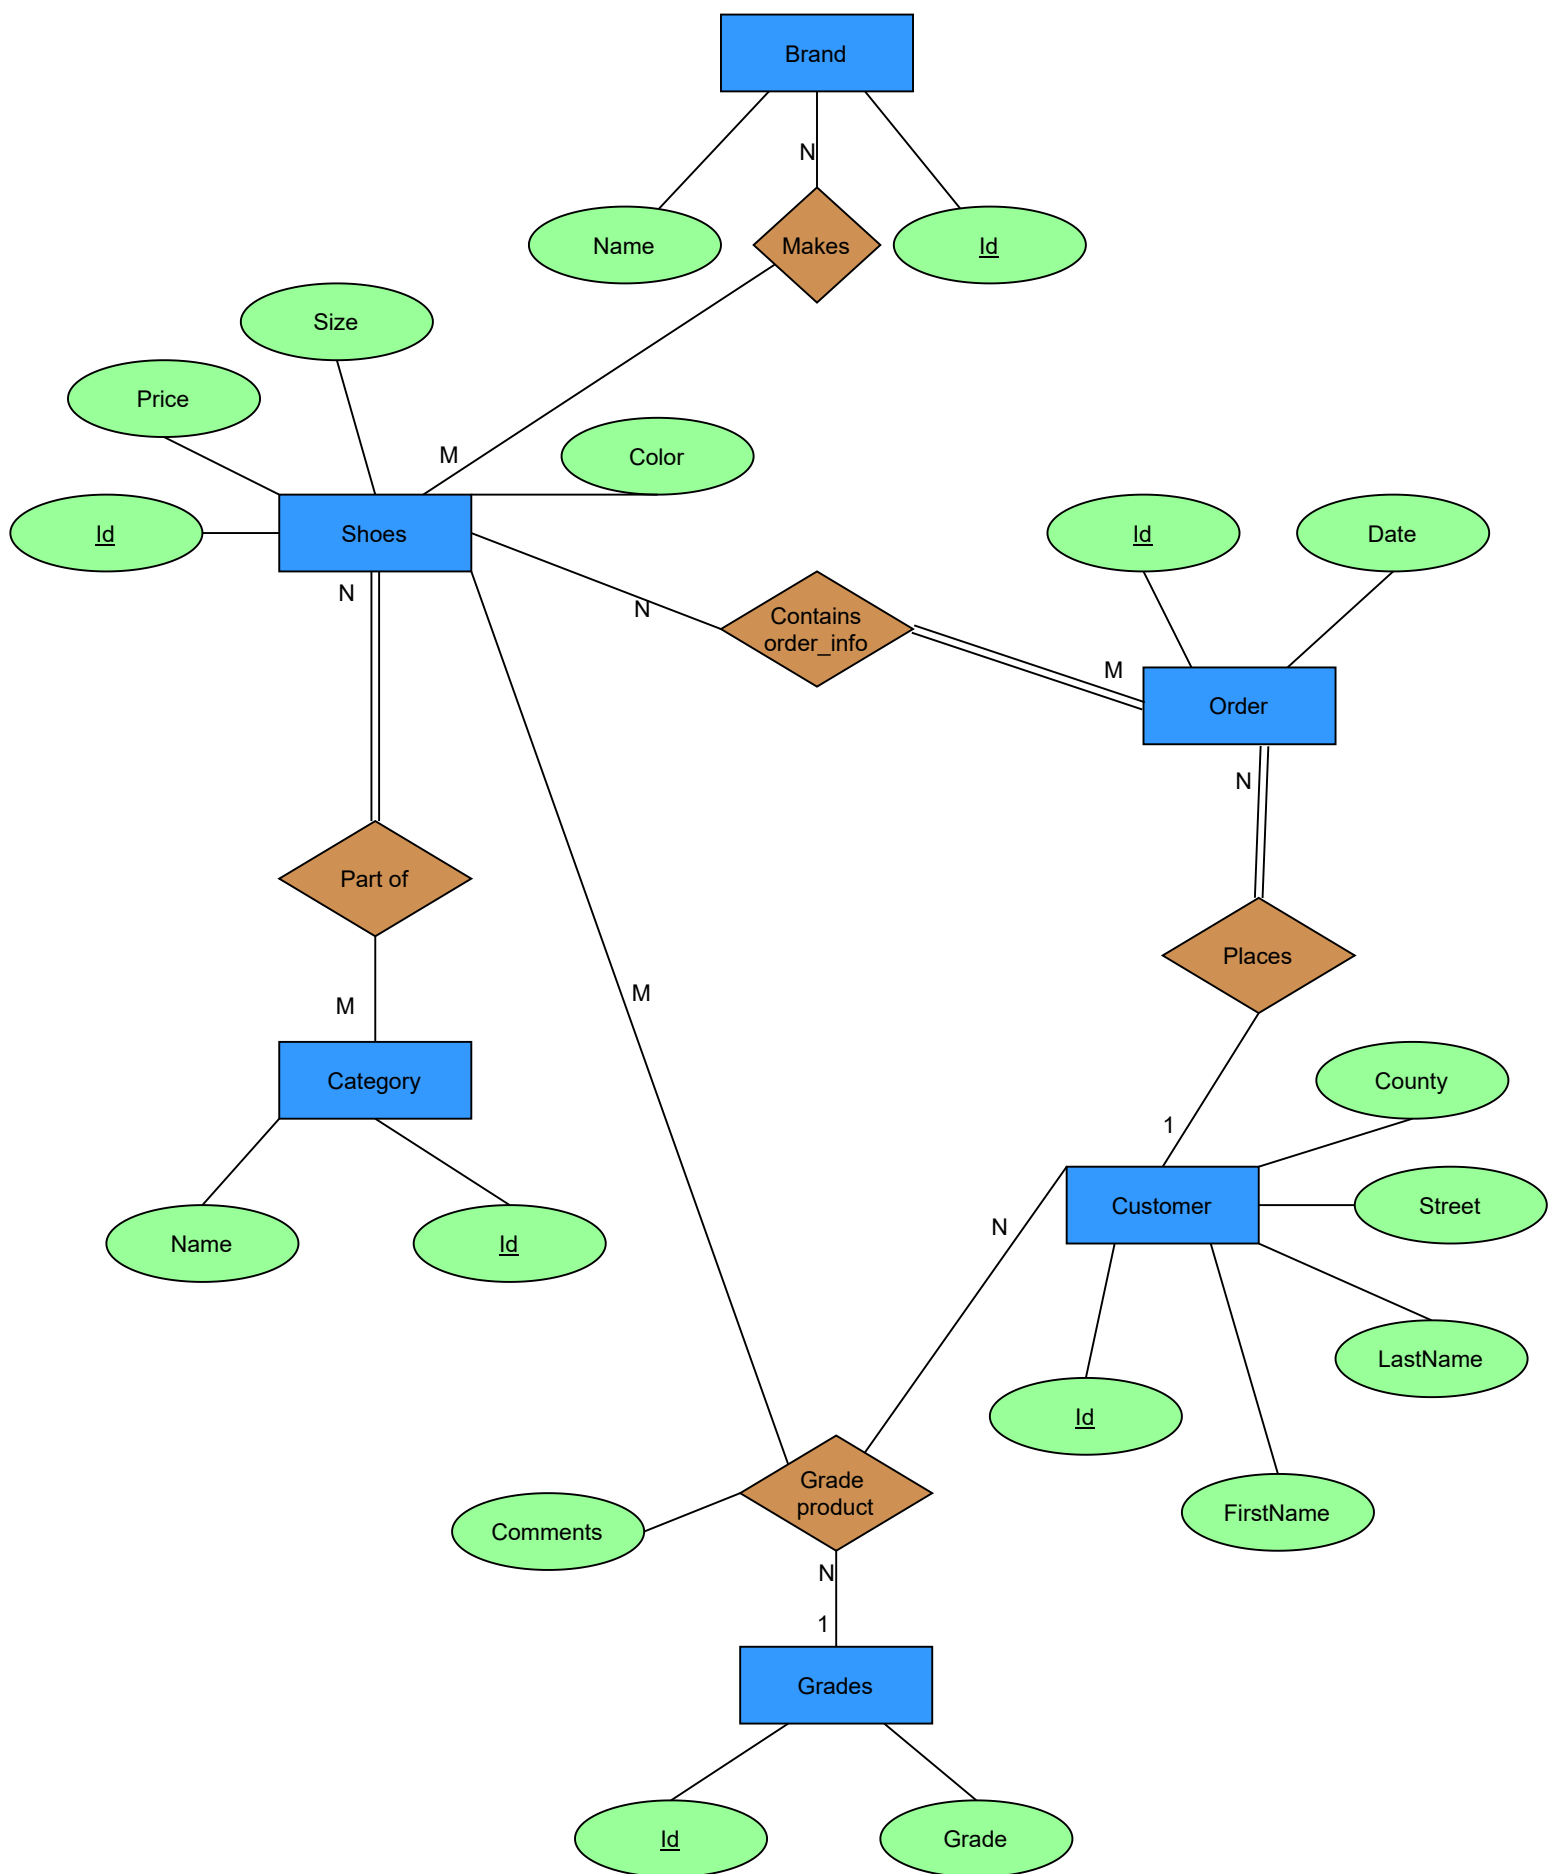 Brand
N
Name
Makes
Id
Size
Price
M
Color
Id
Shoes
Id
Date
N
N
Contains
order_info
M
Order
N
Part of
Places
M
M
Category
County
1
Customer
Street
N
Name
Id
LastName
Id
Grade
product
FirstName
Comments
N
1
Grades
Id
Grade